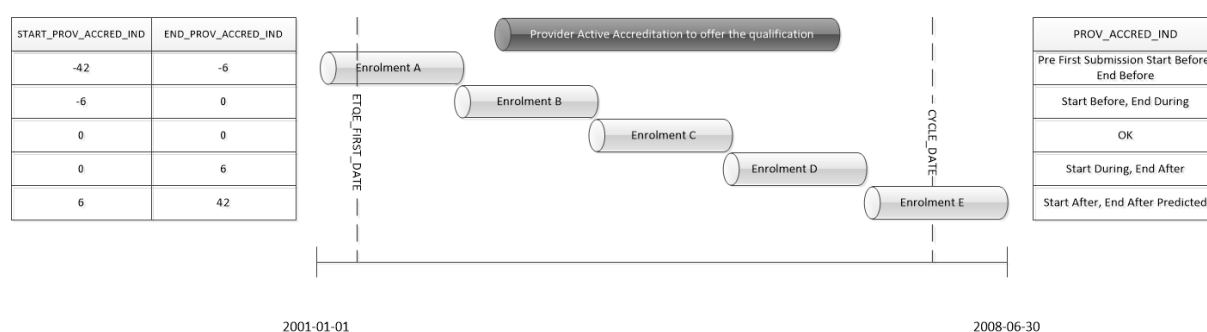 START_PROV_ACCRED_IND END_PROV_ACCRED_IND
-42 -6
-6 0
0 0
0 6
6 42
Provider Active Accreditation to offer the qualification
Enrolment A
Enrolment B
Enrolment C
Enrolment D
Enrolment E
ETQE_FIRST_DATE
CYCLE_DATE
2001-01-01
2008-06-30
PROV_ACCRED_IND
Pre First Submission Start Before,
End Before
Start Before, End During
OK
Start During, End After
Start After, End After Predicted